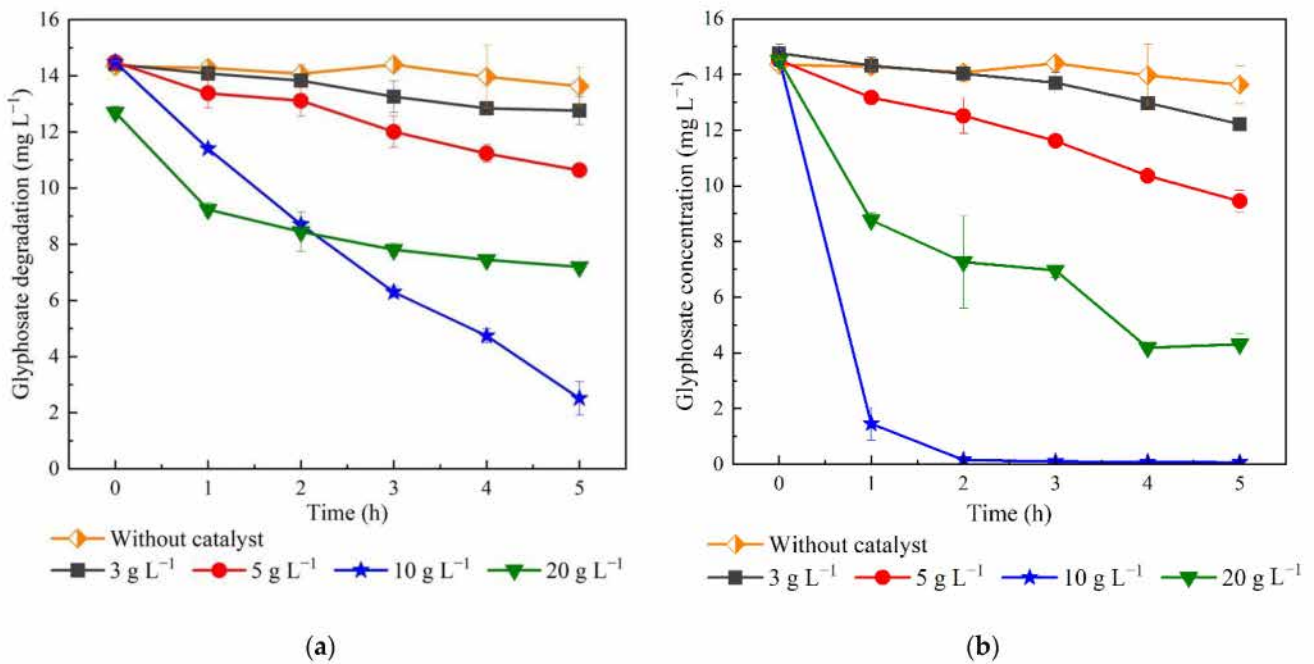 16
14
12
10
8
6
4
2
0
Glyphosate degradation (mg L⁻¹)
0 1 2 3 4 5
Time (h)
Without catalyst
3 g L⁻¹ 5 g L⁻¹ 10 g L⁻¹ 20 g L⁻¹
(a)
16
14
12
10
8
6
4
2
0
Glyphosate concentration (mg L⁻¹)
0 1 2 3 4 5
Time (h)
Without catalyst
3 g L⁻¹ 5 g L⁻¹ 10 g L⁻¹ 20 g L⁻¹
(b)